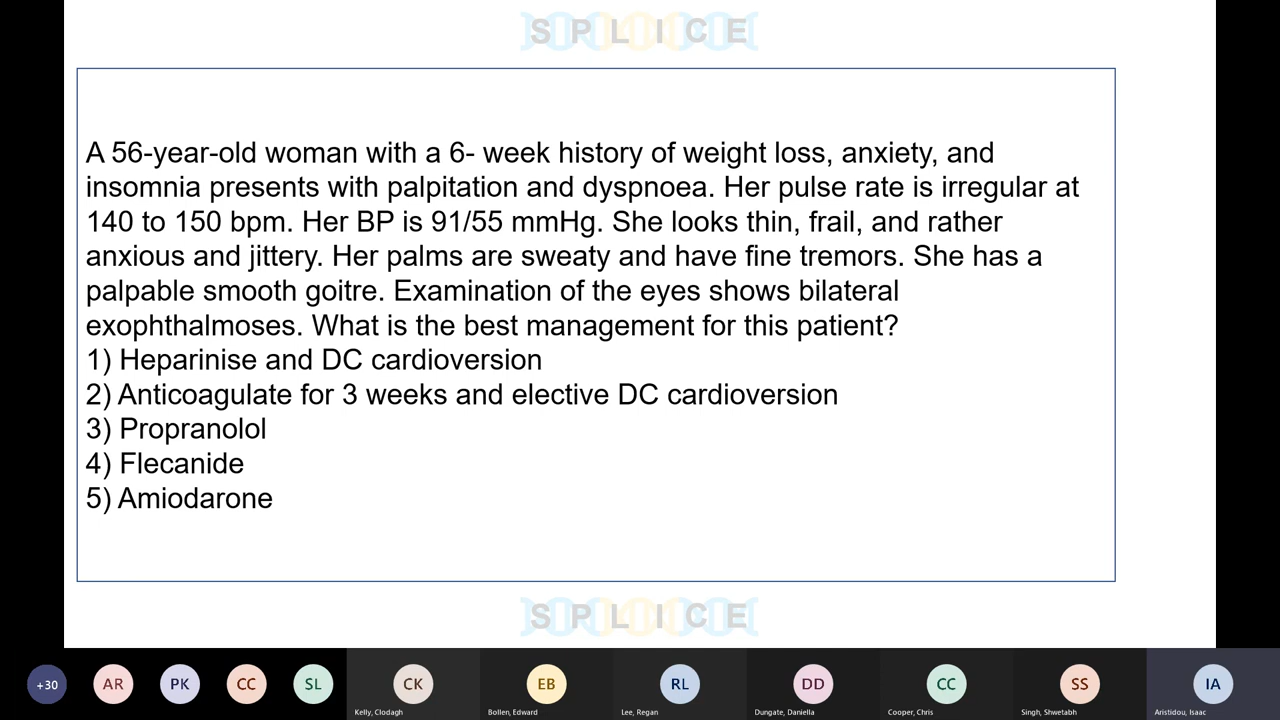 S P L I C E
A 56-year-old woman with a 6- week history of weight loss, anxiety, and
insomnia presents with palpitation and dyspnoea. Her pulse rate is irregular at
140 to 150 bpm. Her BP is 91/55 mmHg. She looks thin, frail, and rather
anxious and jittery. Her palms are sweaty and have fine tremors. She has a
palpable smooth goitre. Examination of the eyes shows bilateral
exophthalmoses. What is the best management for this patient?
1) Heparinise and DC cardioversion
2) Anticoagulate for 3 weeks and elective DC cardioversion
3) Propranolol
4) Flecanide
5) Amiodarone
S P L I C E
+30 AR PK CC SL CK EB RL DD CC SS IA
Kelly, Clodagh Bollen, Edward Lee, Regan Dungate, Daniella Cooper, Chris Singh, Shwetabh Aristidou, Isaac